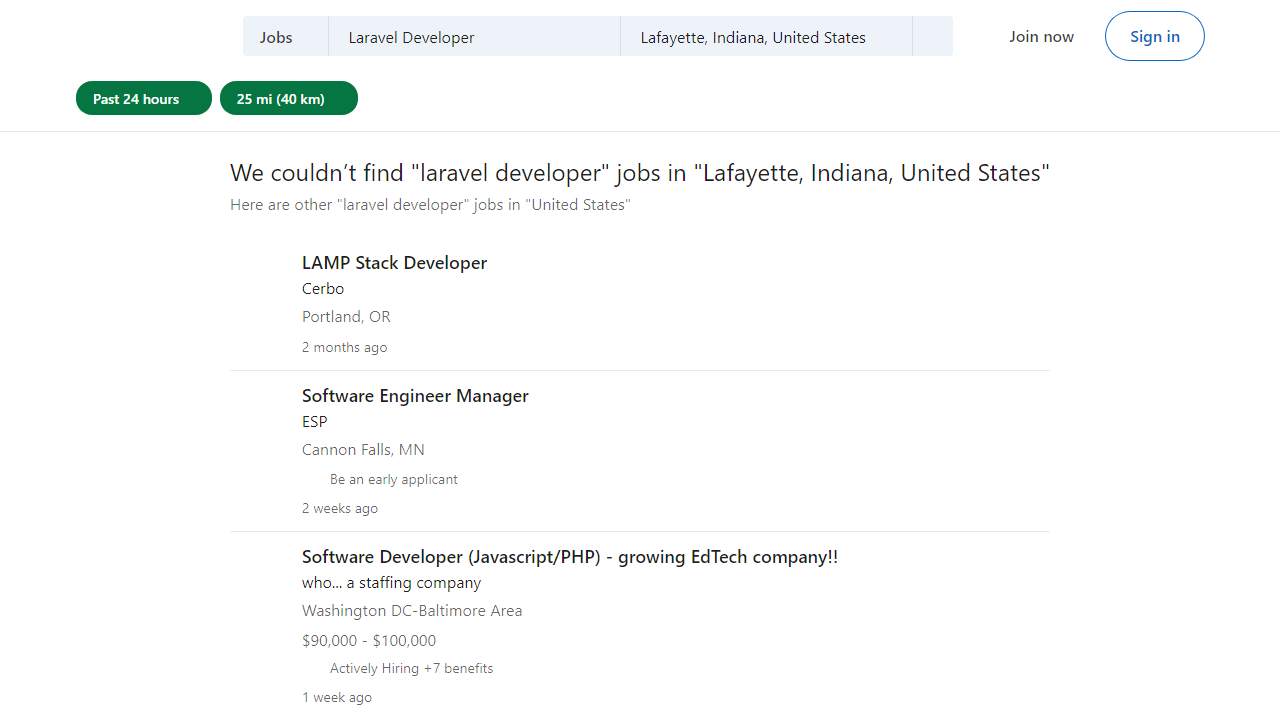 Jobs
Laravel Developer
Lafayette, Indiana, United States
Join now
Sign in
Past 24 hours
25 mi (40 km)
We couldn’t find "laravel developer" jobs in "Lafayette, Indiana, United States"
Here are other "laravel developer" jobs in "United States"
LAMP Stack Developer
Cerbo
Portland, OR
2 months ago
Software Engineer Manager
ESP
Cannon Falls, MN
Be an early applicant
2 weeks ago
Software Developer (Javascript/PHP) - growing EdTech company!!
who... a staffing company
Washington DC-Baltimore Area
$90,000 - $100,000
Actively Hiring +7 benefits
1 week ago